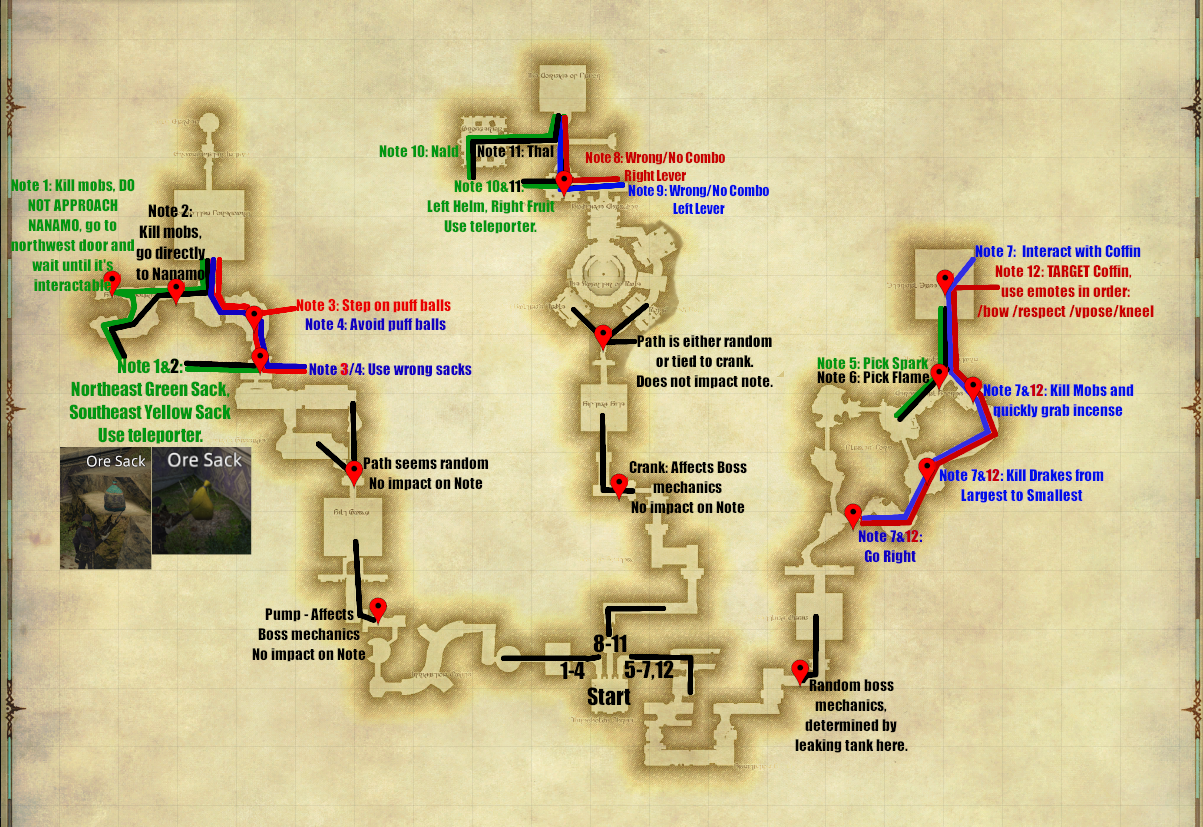 Note 10: Nald
Note 11: Thal
Note 8: Wrong/No Combo
Right Lever
Note 9: Wrong/No Combo
Left Lever
Note 10&11:
Left Helm, Right Fruit
Use teleporter.
Note 1: Kill mobs, DO
NOT APPROACH
NANAMO, go to
northwest door and
wait until it's
interactable
Note 2:
Kill mobs,
go directly
to Nanamo
Note 3: Step on puff balls
Note 4: Avoid puff balls
Note 3/4: Use wrong sacks
Note 1&2:
Northeast Green Sack,
Southeast Yellow Sack
Use teleporter.
Ore Sack
Ore Sack
Path seems random
No impact on Note
Pump - Affects
Boss mechanics
No impact on Note
Path is either random
or tied to crank.
Does not impact note.
Crank: Affects Boss
mechanics
No impact on Note
8-11
1-4
5-7,12
Start
Note 7: Interact with Coffin
Note 12: TARGET Coffin,
use emotes in order:
/bow /respect /vpose/kneel
Note 5: Pick Spark
Note 6: Pick Flame
Note 7&12: Kill Mobs and
quickly grab incense
Note 7&12: Kill Drakes from
Largest to Smallest
Note 7&12:
Go Right
Random boss
mechanics,
determined by
leaking tank here.